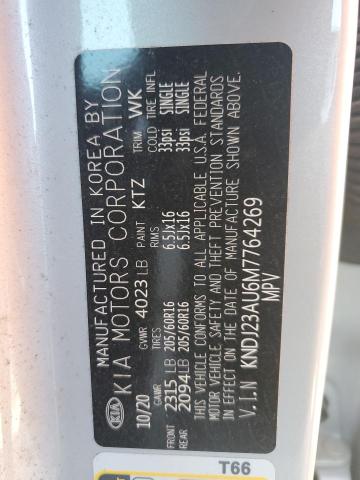 MANUFACTURED IN KOREA BY
KIA KIA MOTORS CORPORATION
10/20 GVWR 4023 LB PAINT KTZ TRIM WK
GAWR TIRES RIMS COLD TIRE INFL
FRONT 2315 LB 205/60R16 6.5Jx16 33psi SINGLE
REAR 2094 LB 205/60R16 6.5Jx16 33psi SINGLE
THIS VEHICLE CONFORMS TO ALL APPLICABLE U.S.A. FEDERAL
MOTOR VEHICLE SAFETY AND THEFT PREVENTION STANDARDS
IN EFFECT ON THE DATE OF MANUFACTURE SHOWN ABOVE.
V.I.N KNDJ23AU6M7764269
MPV
T66